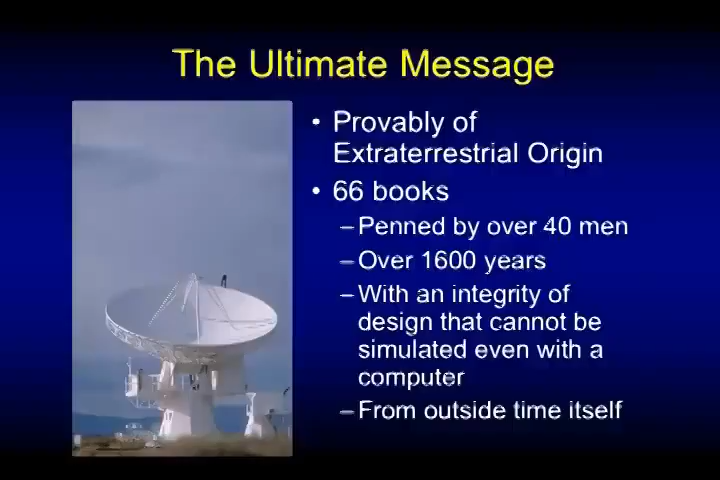 The Ultimate Message
• Provably of
Extraterrestrial Origin
• 66 books
–Penned by over 40 men
–Over 1600 years
–With an integrity of
design that cannot be
simulated even with a
computer
–From outside time itself